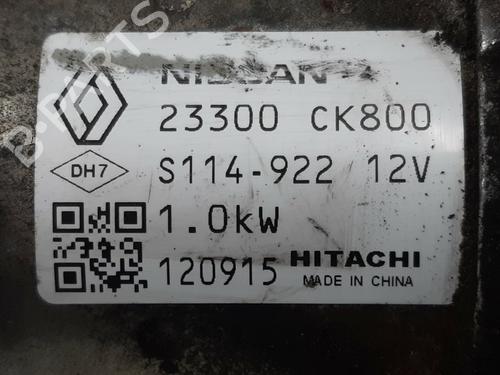 NISSAN
23300 CK800
DH7 S114-922 12V
1.0kW
120915 HITACHI
MADE IN CHINA
B-PARTS